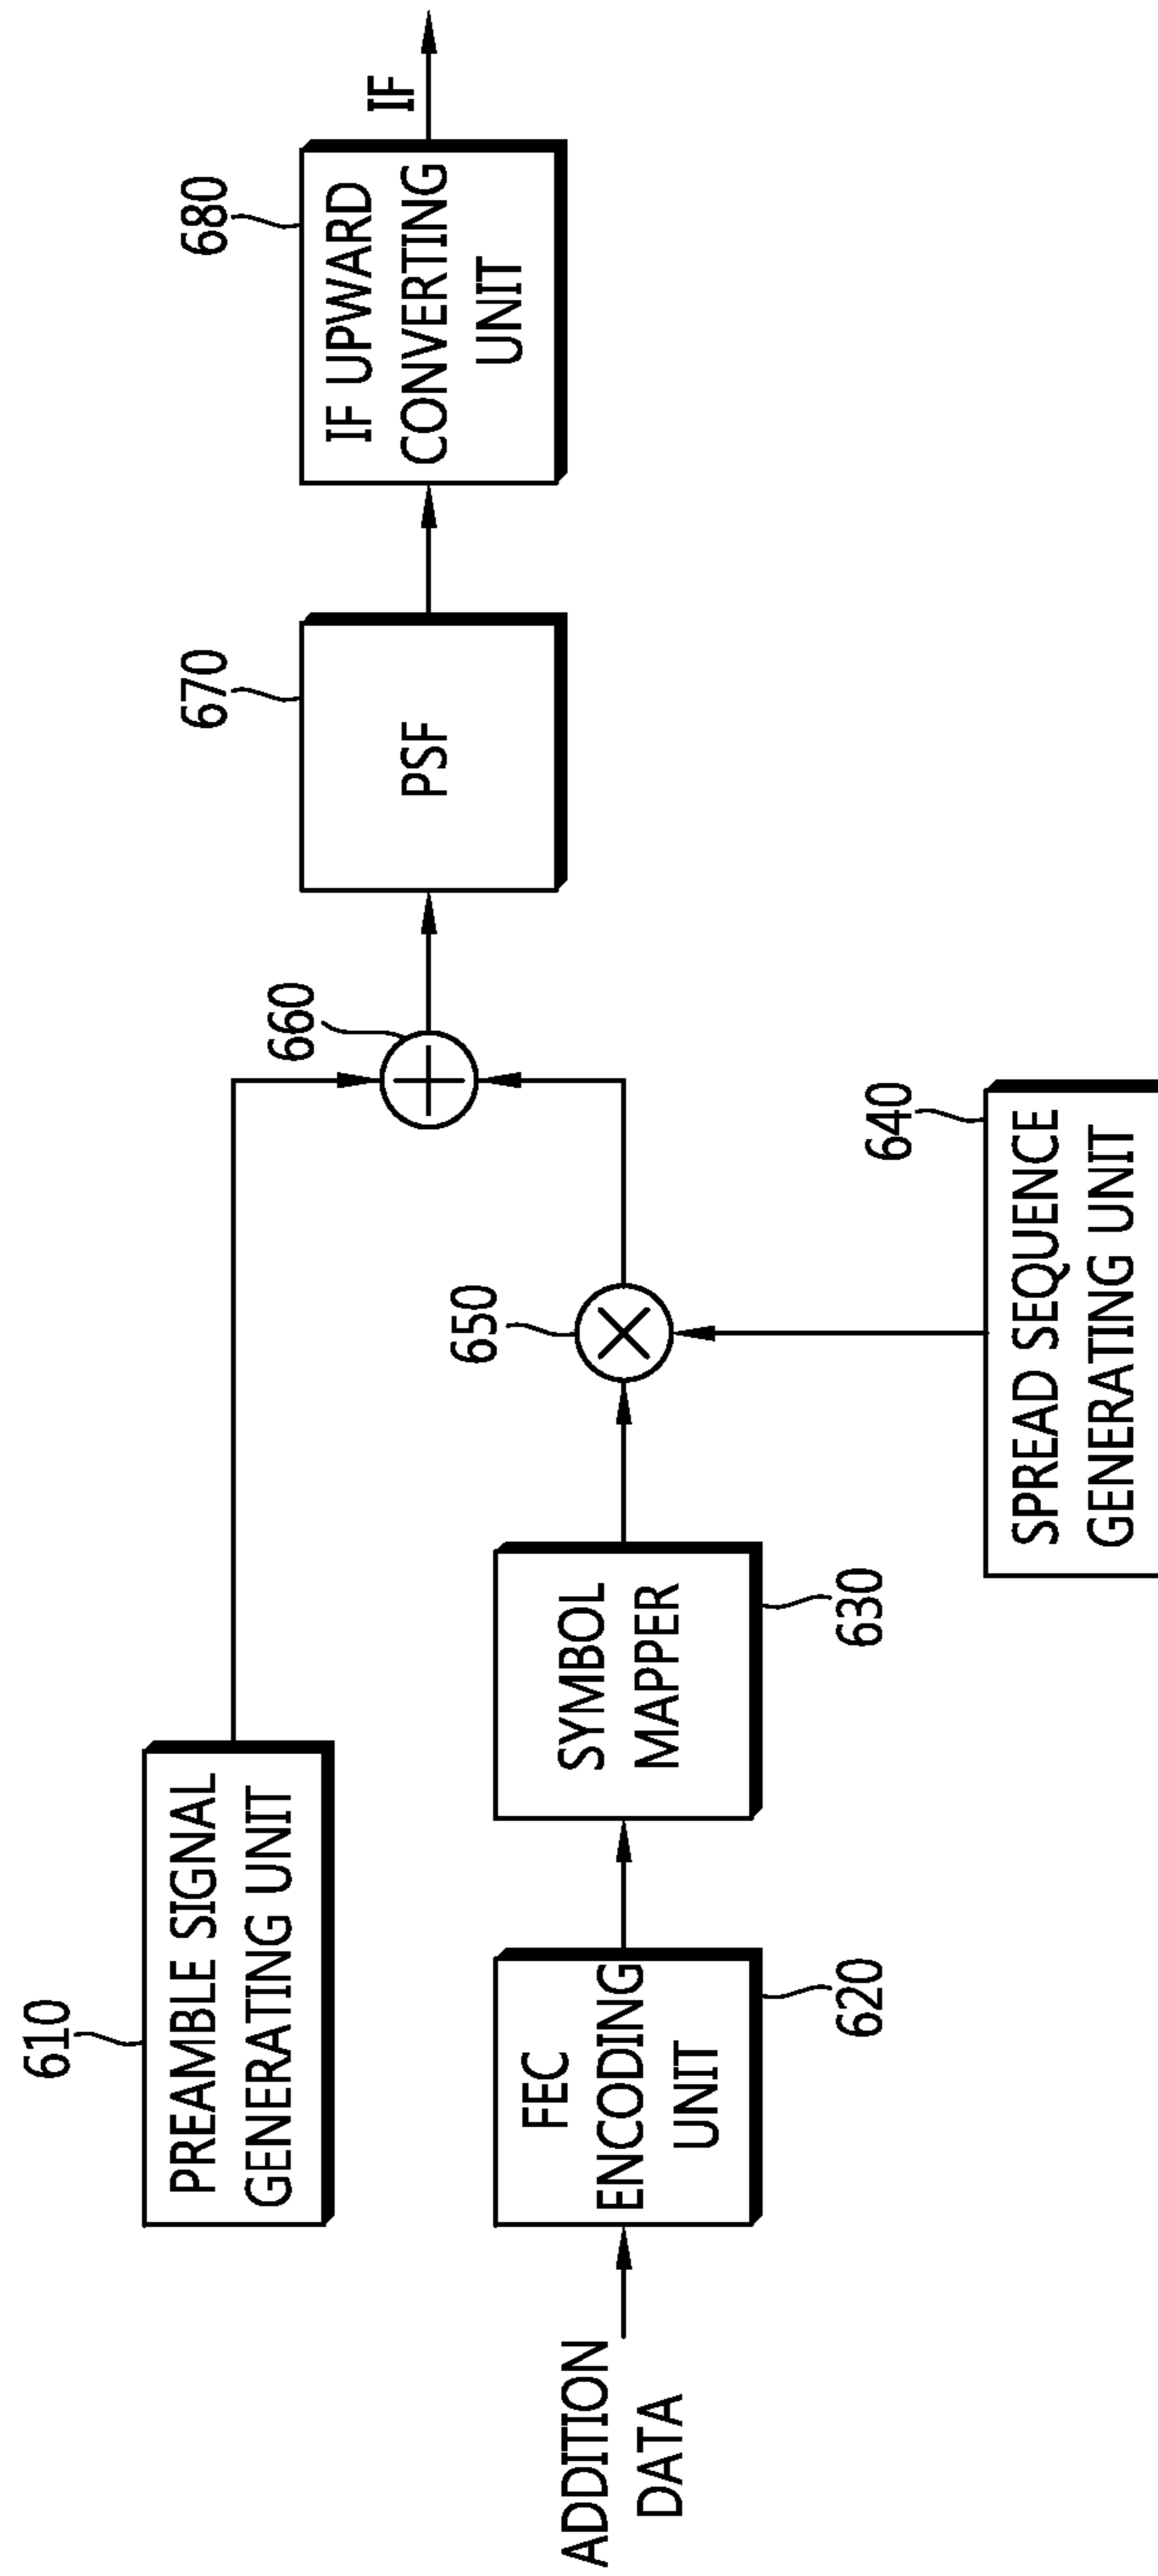 610
PREAMBLE SIGNAL
GENERATING UNIT
ADDITION
DATA
FEC
ENCODING
UNIT
620
SYMBOL
MAPPER
630
650
SPREAD SEQUENCE
GENERATING UNIT
640
660
PSF
670
IF UPWARD
CONVERTING
UNIT
680
IF